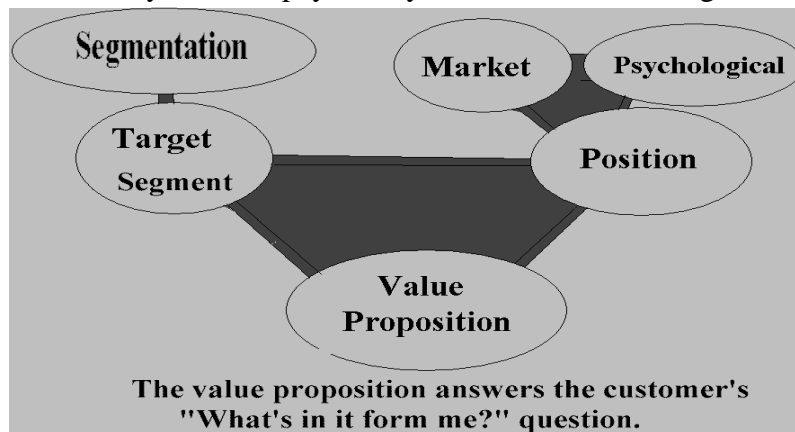 Segmentation
Market
Psychological
Target
Segment
Position
Value
Proposition
The value proposition answers the customer's
"What's in it form me?" question.